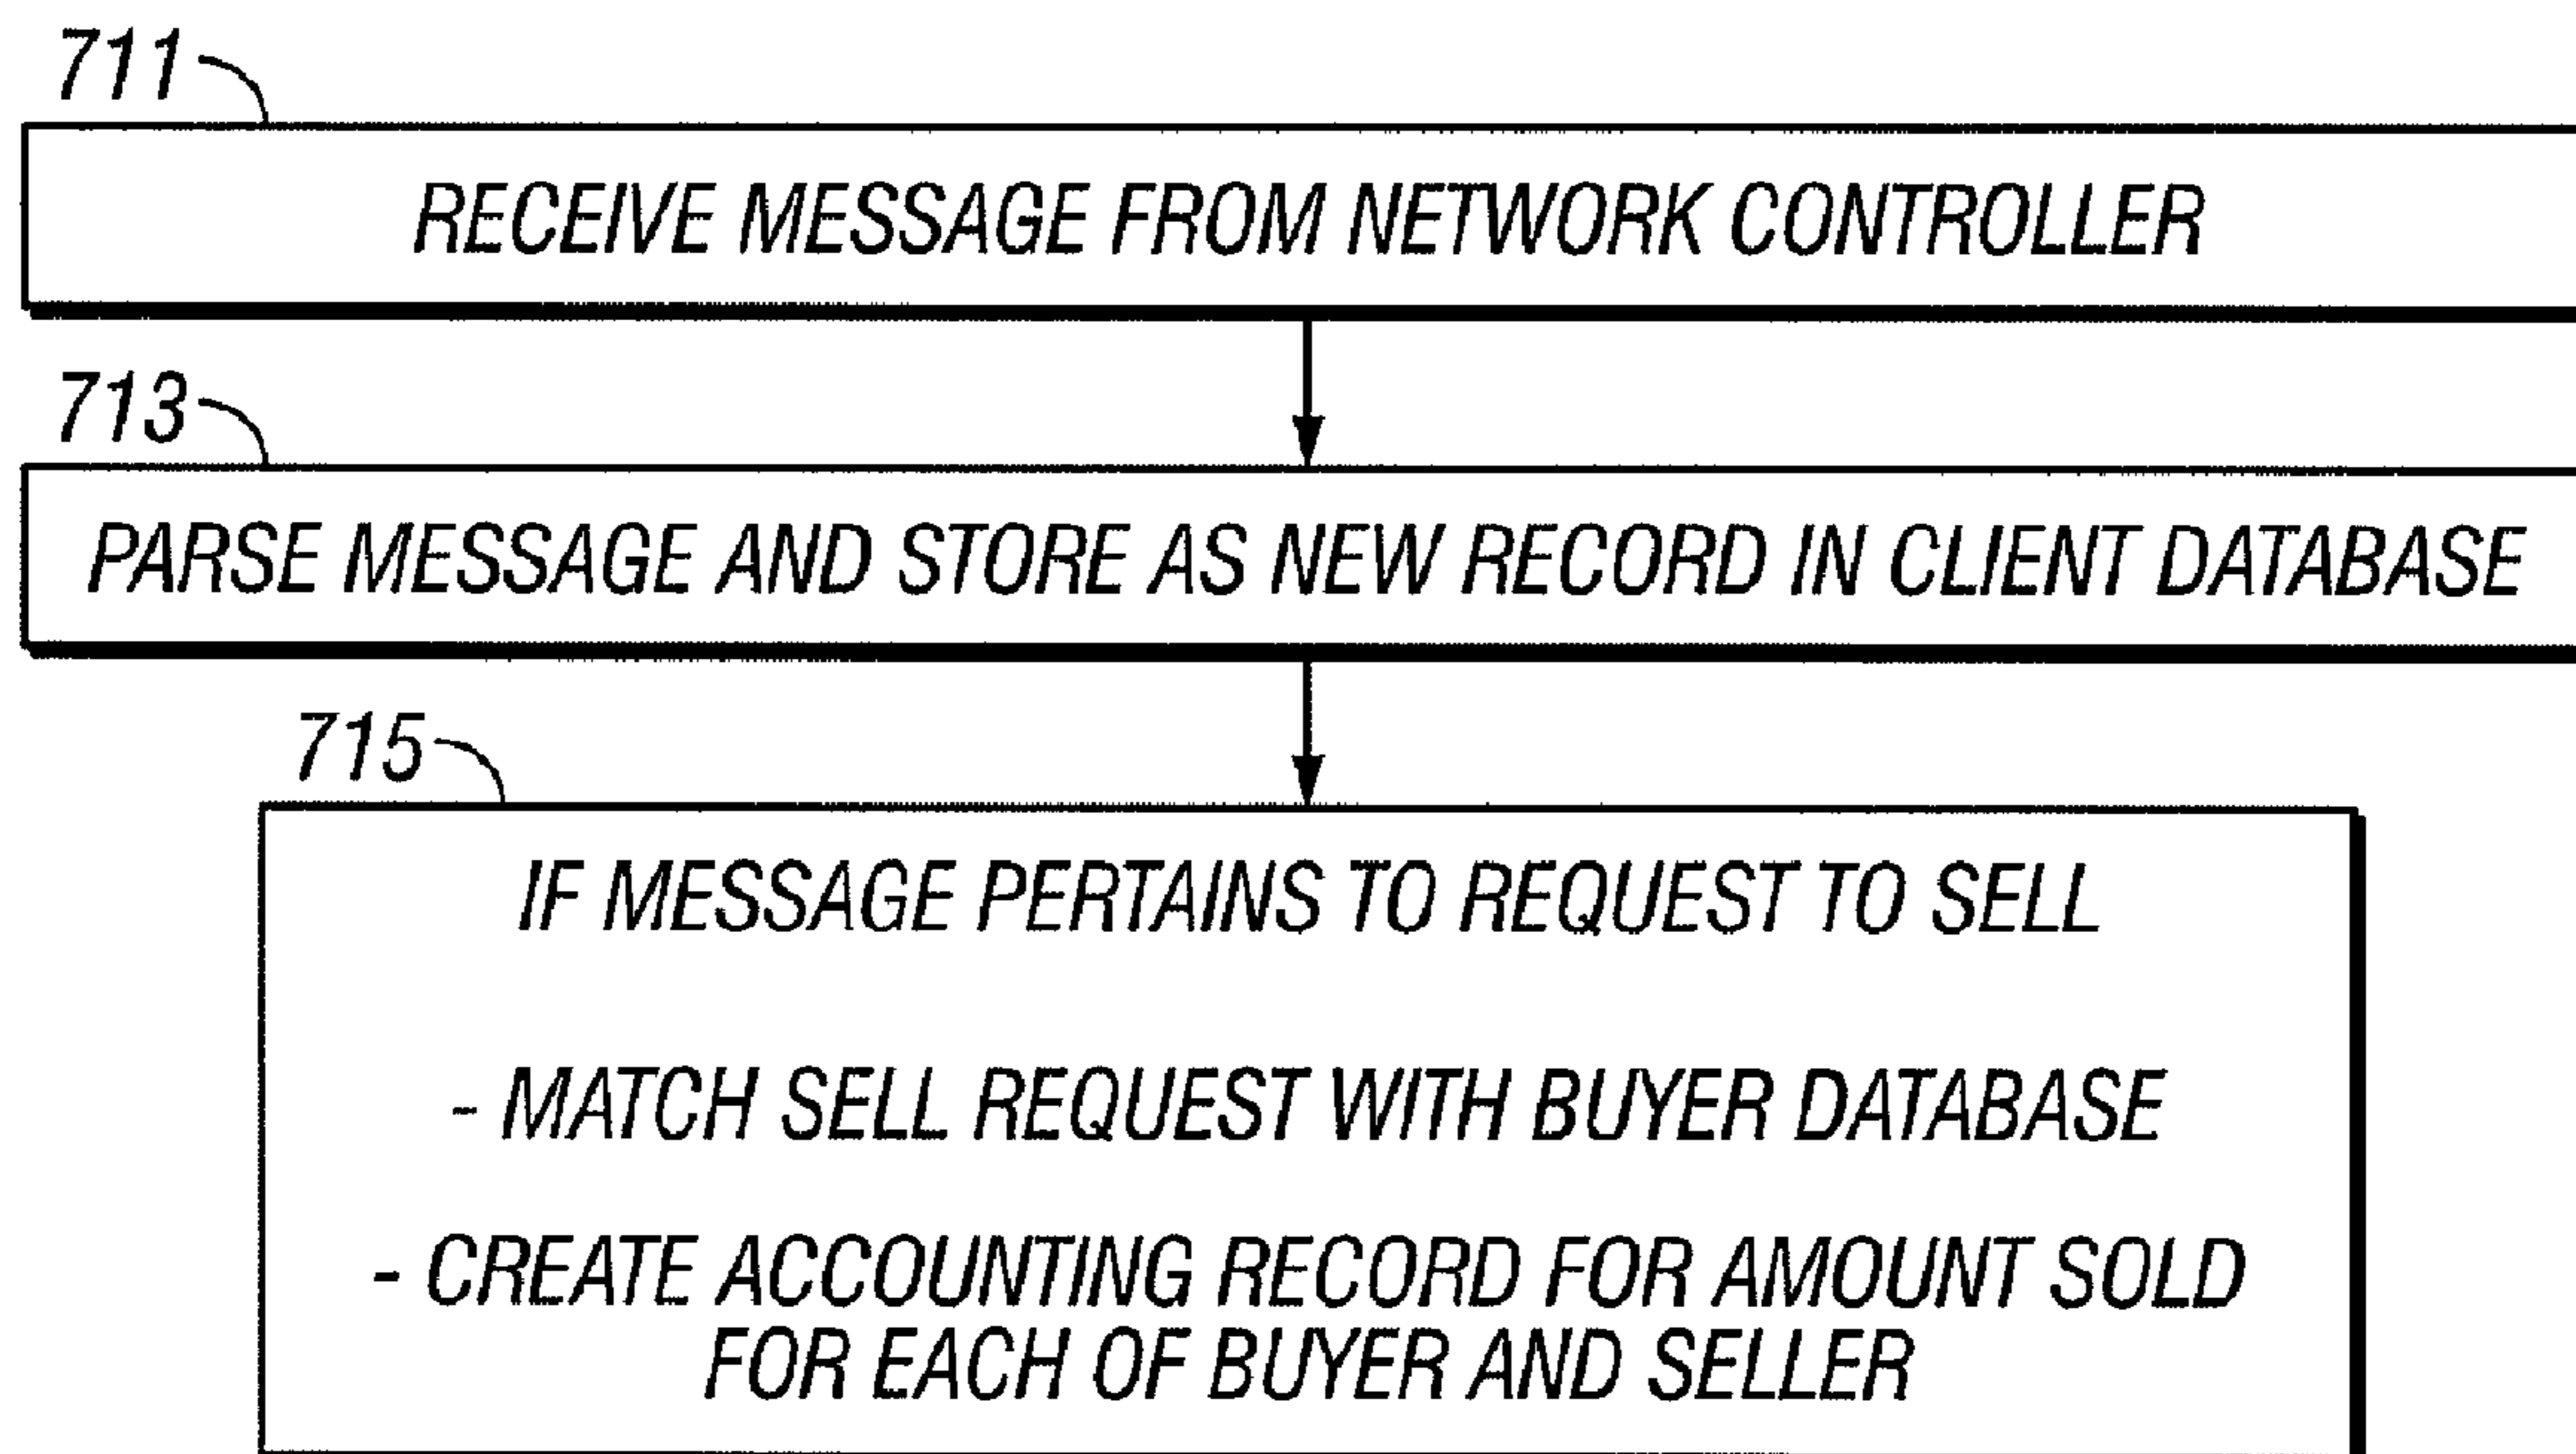 711
RECEIVE MESSAGE FROM NETWORK CONTROLLER
713
PARSE MESSAGE AND STORE AS NEW RECORD IN CLIENT DATABASE
715
IF MESSAGE PERTAINS TO REQUEST TO SELL
- MATCH SELL REQUEST WITH BUYER DATABASE
- CREATE ACCOUNTING RECORD FOR AMOUNT SOLD
FOR EACH OF BUYER AND SELLER